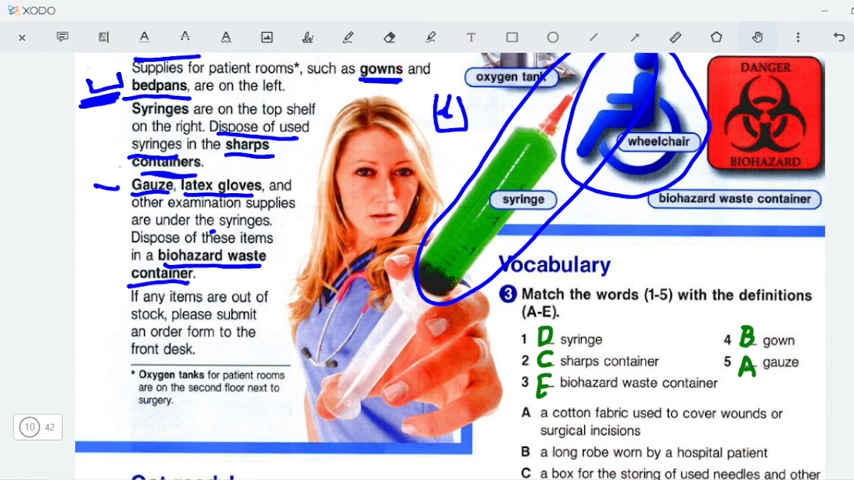 XODO
Supplies for patient rooms*, such as gowns and
bedpans, are on the left.
Syringes are on the top shelf
on the right. Dispose of used
syringes in the sharps
containers.
Gauze, latex gloves, and
other examination supplies
are under the syringes.
Dispose of these items
in a biohazard waste
container.
If any items are out of
stock, please submit
an order form to the
front desk.
* Oxygen tanks for patient rooms
are on the second floor next to
surgery.
oxygen tank
syringe
wheelchair
DANGER
BIOHAZARD
biohazard waste container
Vocabulary
3 Match the words (1-5) with the definitions
(A-E).
1 D syringe
2 C sharps container
3 E biohazard waste container
4 B gown
5 A gauze
A a cotton fabric used to cover wounds or
surgical incisions
B a long robe worn by a hospital patient
C a box for the storing of used needles and other
10 42